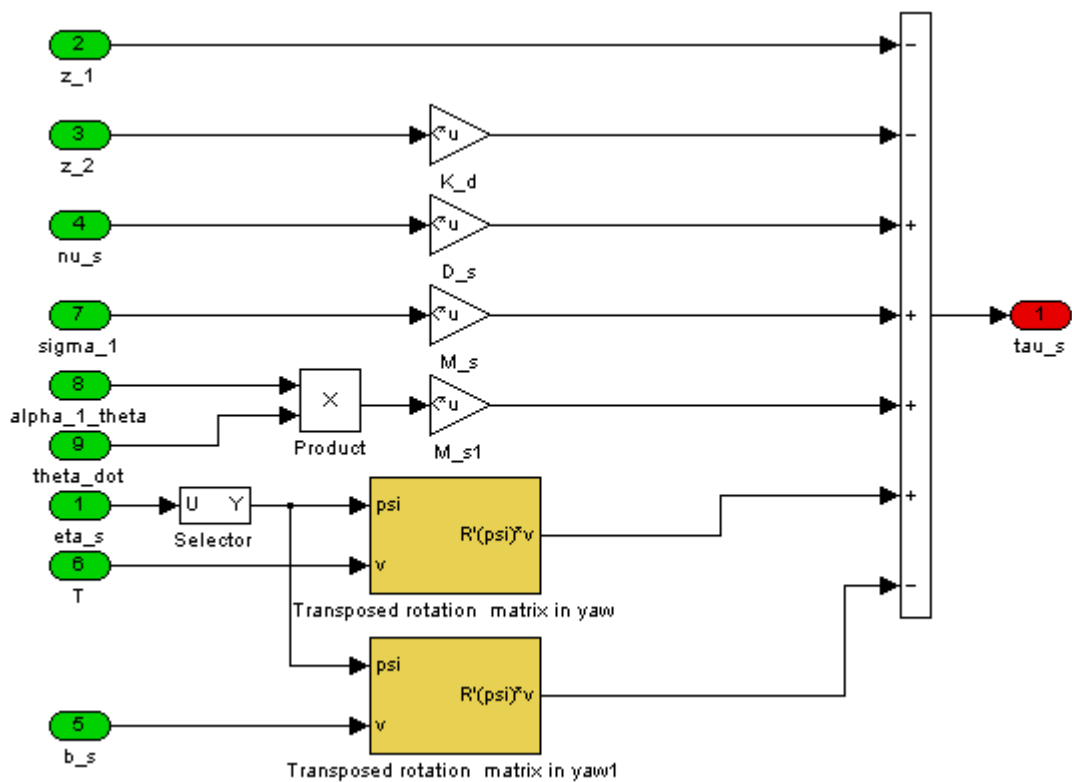 2
z_1
−
3
z_2
u
K_d
−
4
nu_s
u
D_s
+
7
sigma_1
u
M_s
+
1
tau_s
8
alpha_1_theta
×
Product
u
M_s1
+
9
theta_dot
1
eta_s
U Y
Selector
psi
R'(psi)*v
v
+
6
T
Transposed rotation matrix in yaw
−
psi
R'(psi)*v
v
5
b_s
Transposed rotation matrix in yaw1